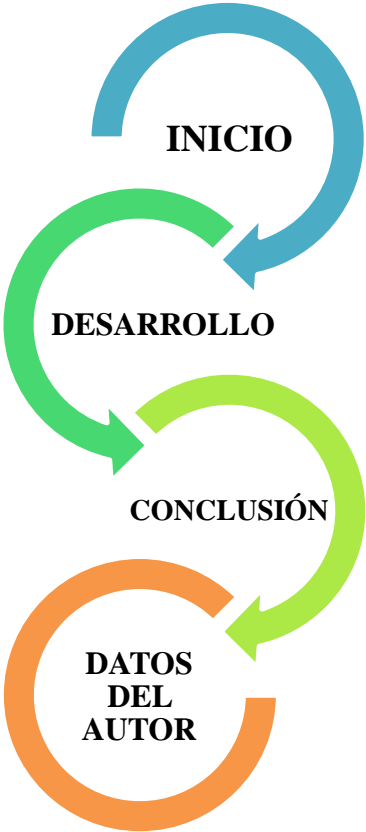 INICIO
DESARROLLO
CONCLUSIÓN
DATOS
DEL
AUTOR